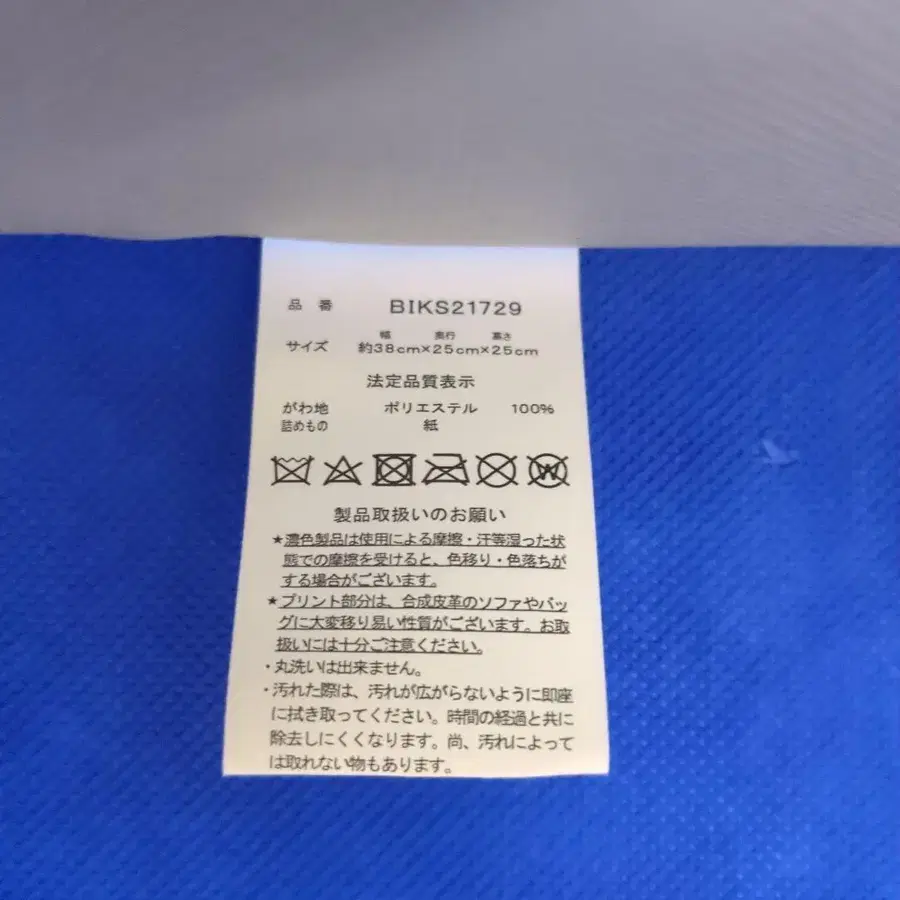 品番 BIKS21729
幅 奥行 高さ
サイズ 約38cm×25cm×25cm
法定品質表示
がわ地 ポリエステル 100%
詰めもの 紙
W
製品取扱いのお願い
★濃色製品は使用による摩擦・汗等湿った状
態での摩擦を受けると、色移り・色落ちが
する場合がございます。
★プリント部分は、合成皮革のソファやバッ
グに大変移り易い性質がございます。お取
扱いには十分ご注意ください。
・丸洗いは出来ません。
・汚れた際は、汚れが広がらないように即座
に拭き取ってください。時間の経過と共に
除去しにくくなります。尚、汚れによって
は取れない物もあります。